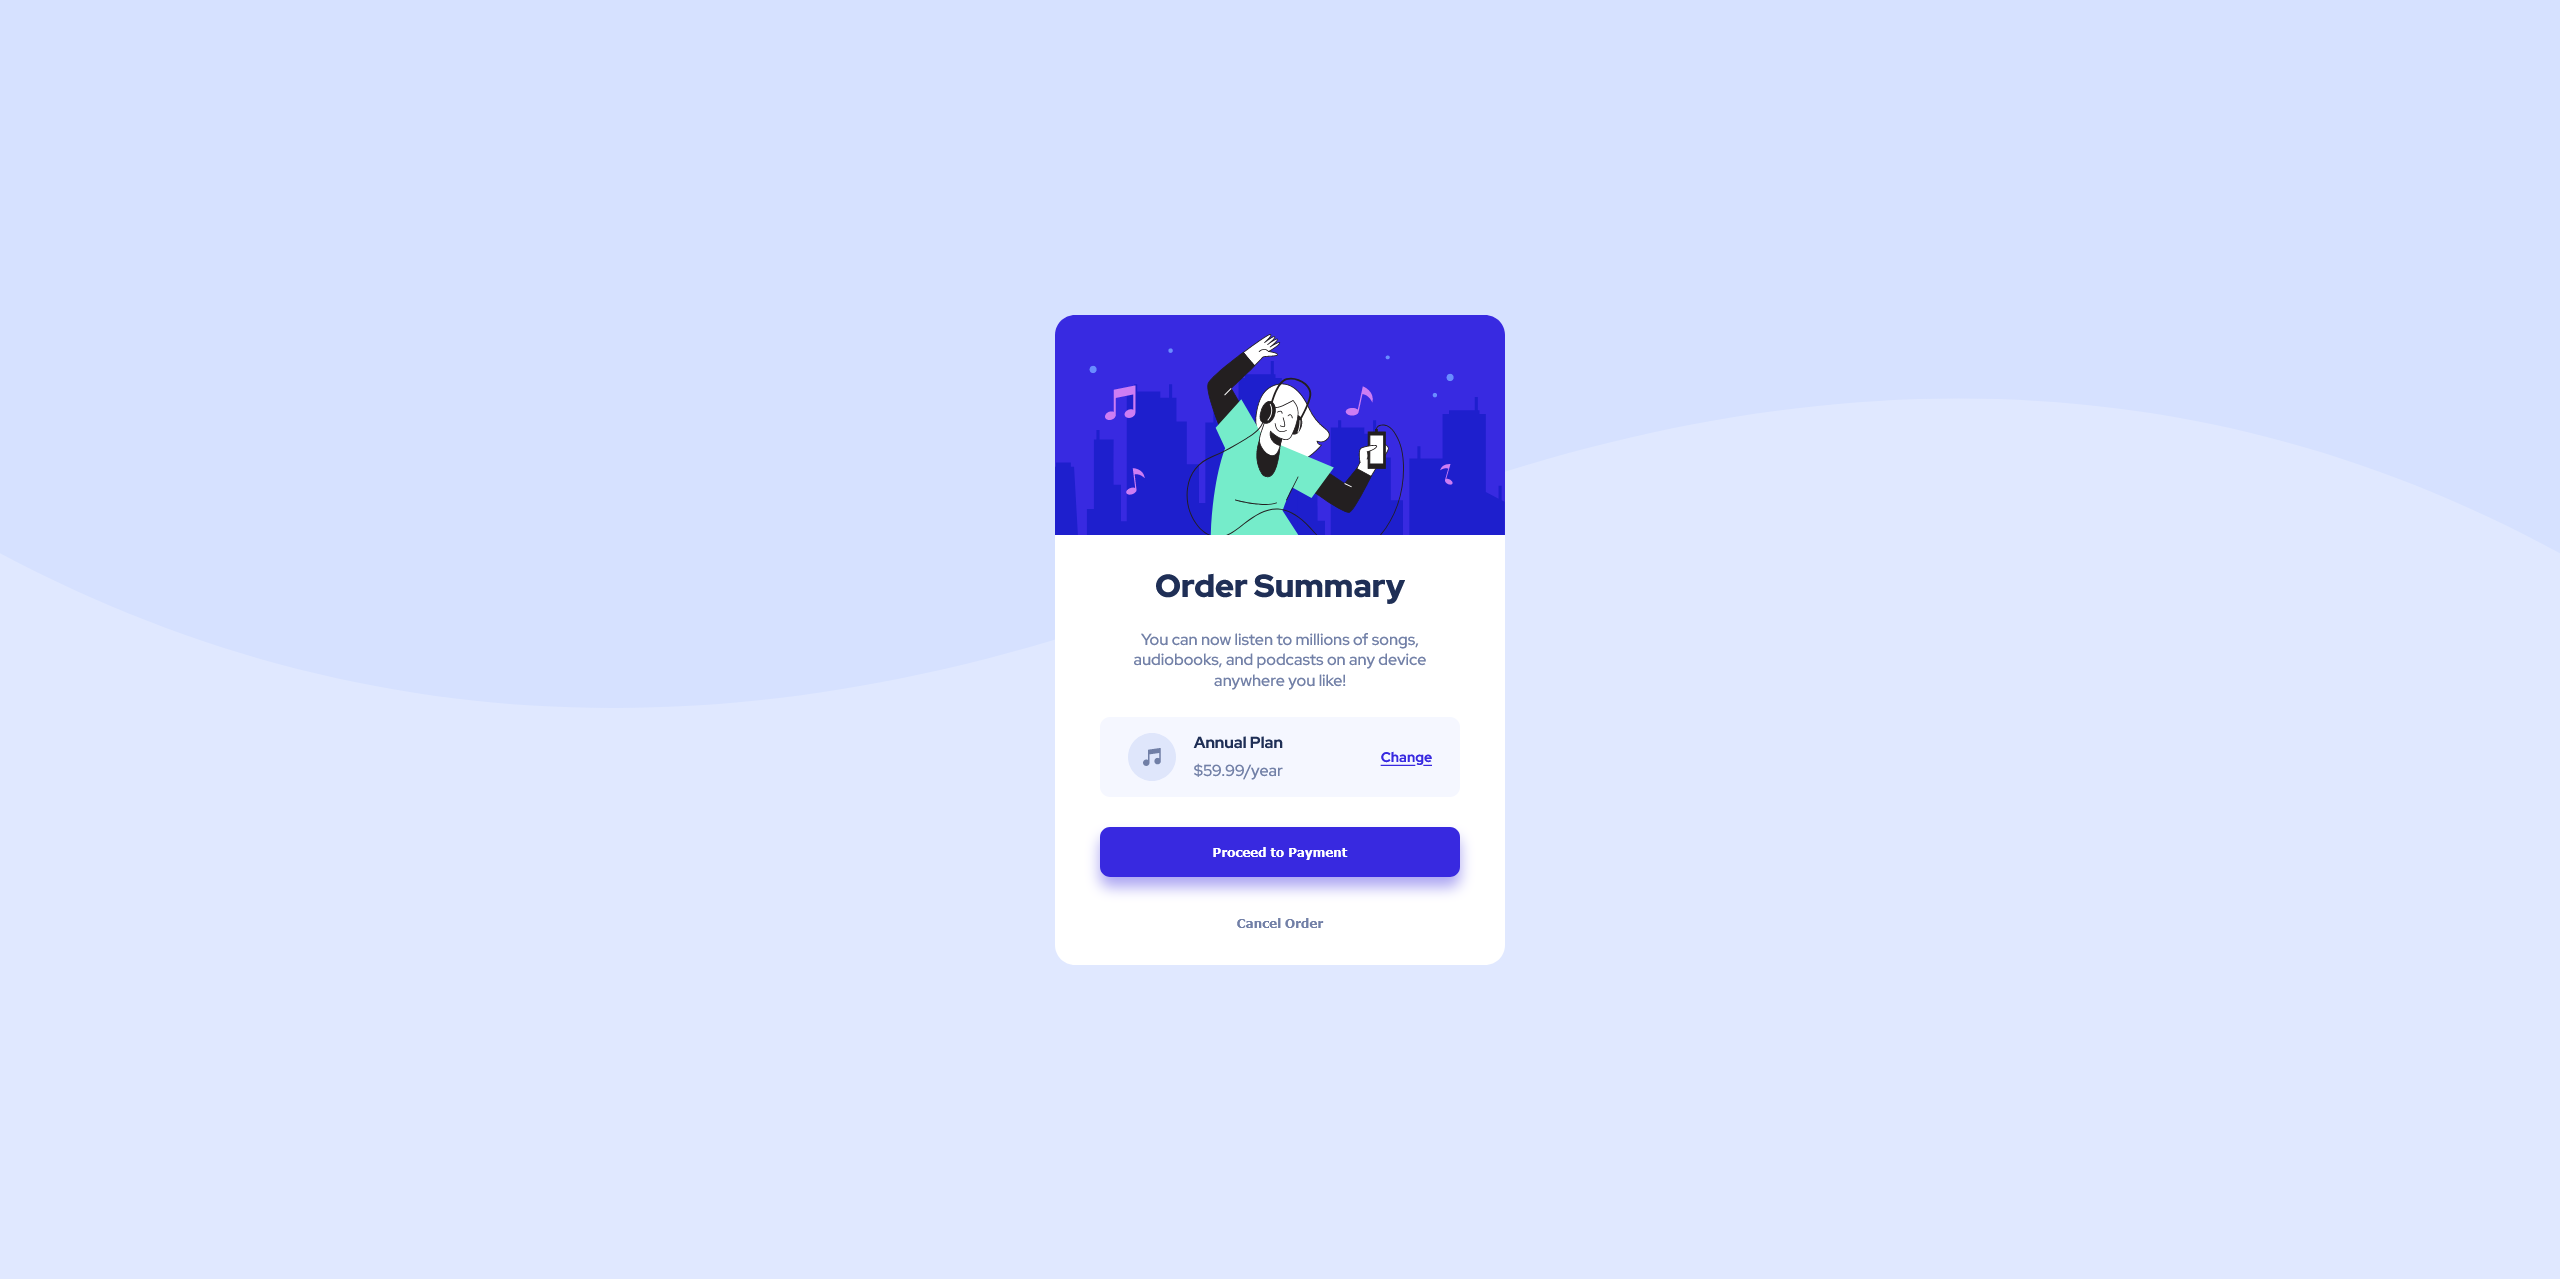 Order Summary
You can now listen to millions of songs,
audiobooks, and podcasts on any device
anywhere you like!
Annual Plan
$59.99/year
Change
Proceed to Payment
Cancel Order